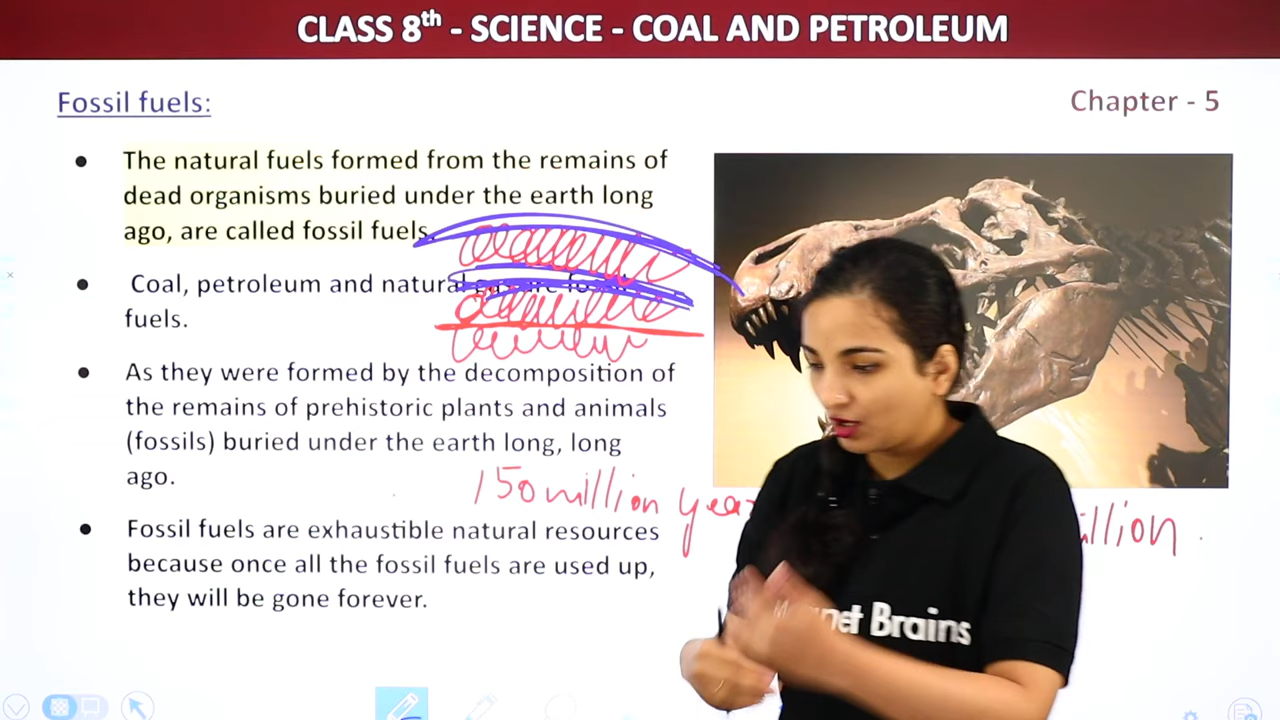 CLASS 8th - SCIENCE - COAL AND PETROLEUM
Fossil fuels:
Chapter - 5
● The natural fuels formed from the remains of
dead organisms buried under the earth long
ago, are called fossil fuels.
● Coal, petroleum and natural
fuels.
● As they were formed by the decomposition of
the remains of prehistoric plants and animals
(fossils) buried under the earth long, long
ago.
150 million year
● Fossil fuels are exhaustible natural resources
because once all the fossil fuels are used up,
they will be gone forever.
Brains